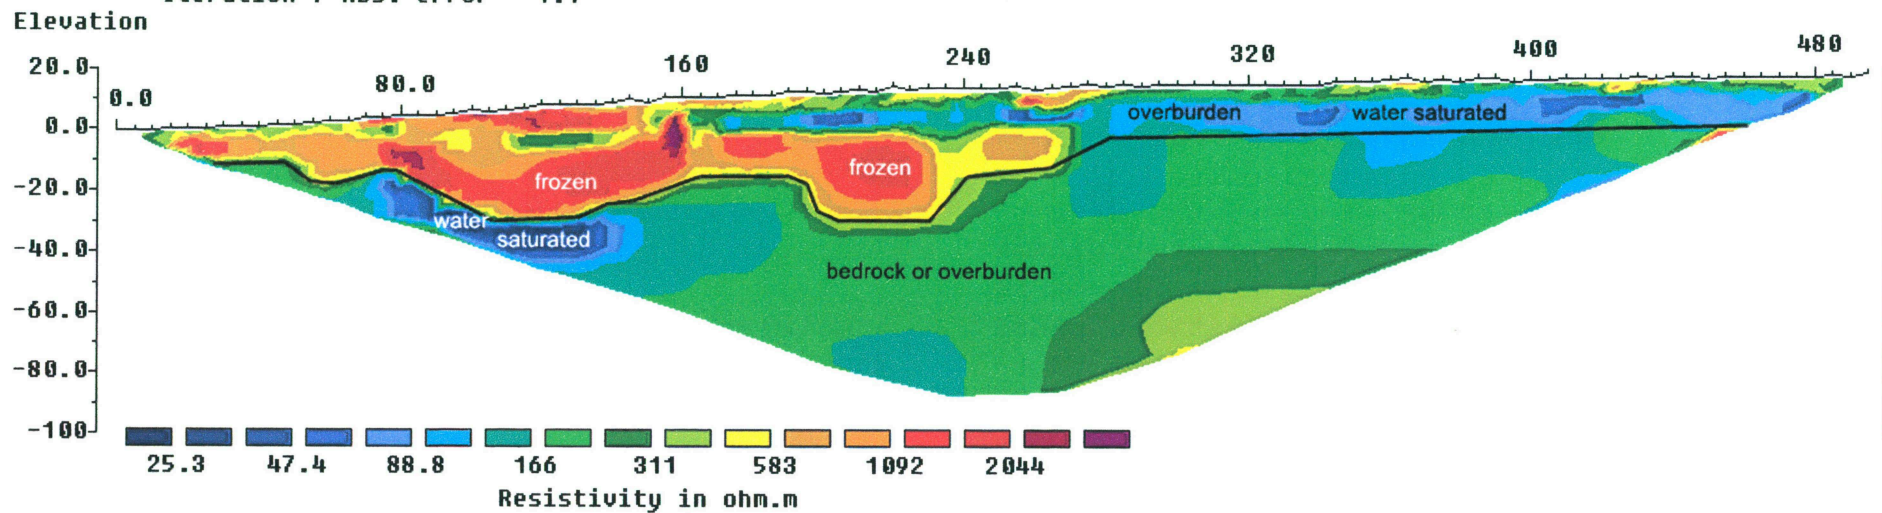 Elevation
480
400
320
240
160
80.0
0.0
20.0
0.0
-20.0
-40.0
-60.0
-80.0
-100
overburden
water saturated
frozen
frozen
water
saturated
bedrock or overburden
25.3 47.4 88.8 166 311 583 1092 2044
Resistivity in ohm.m